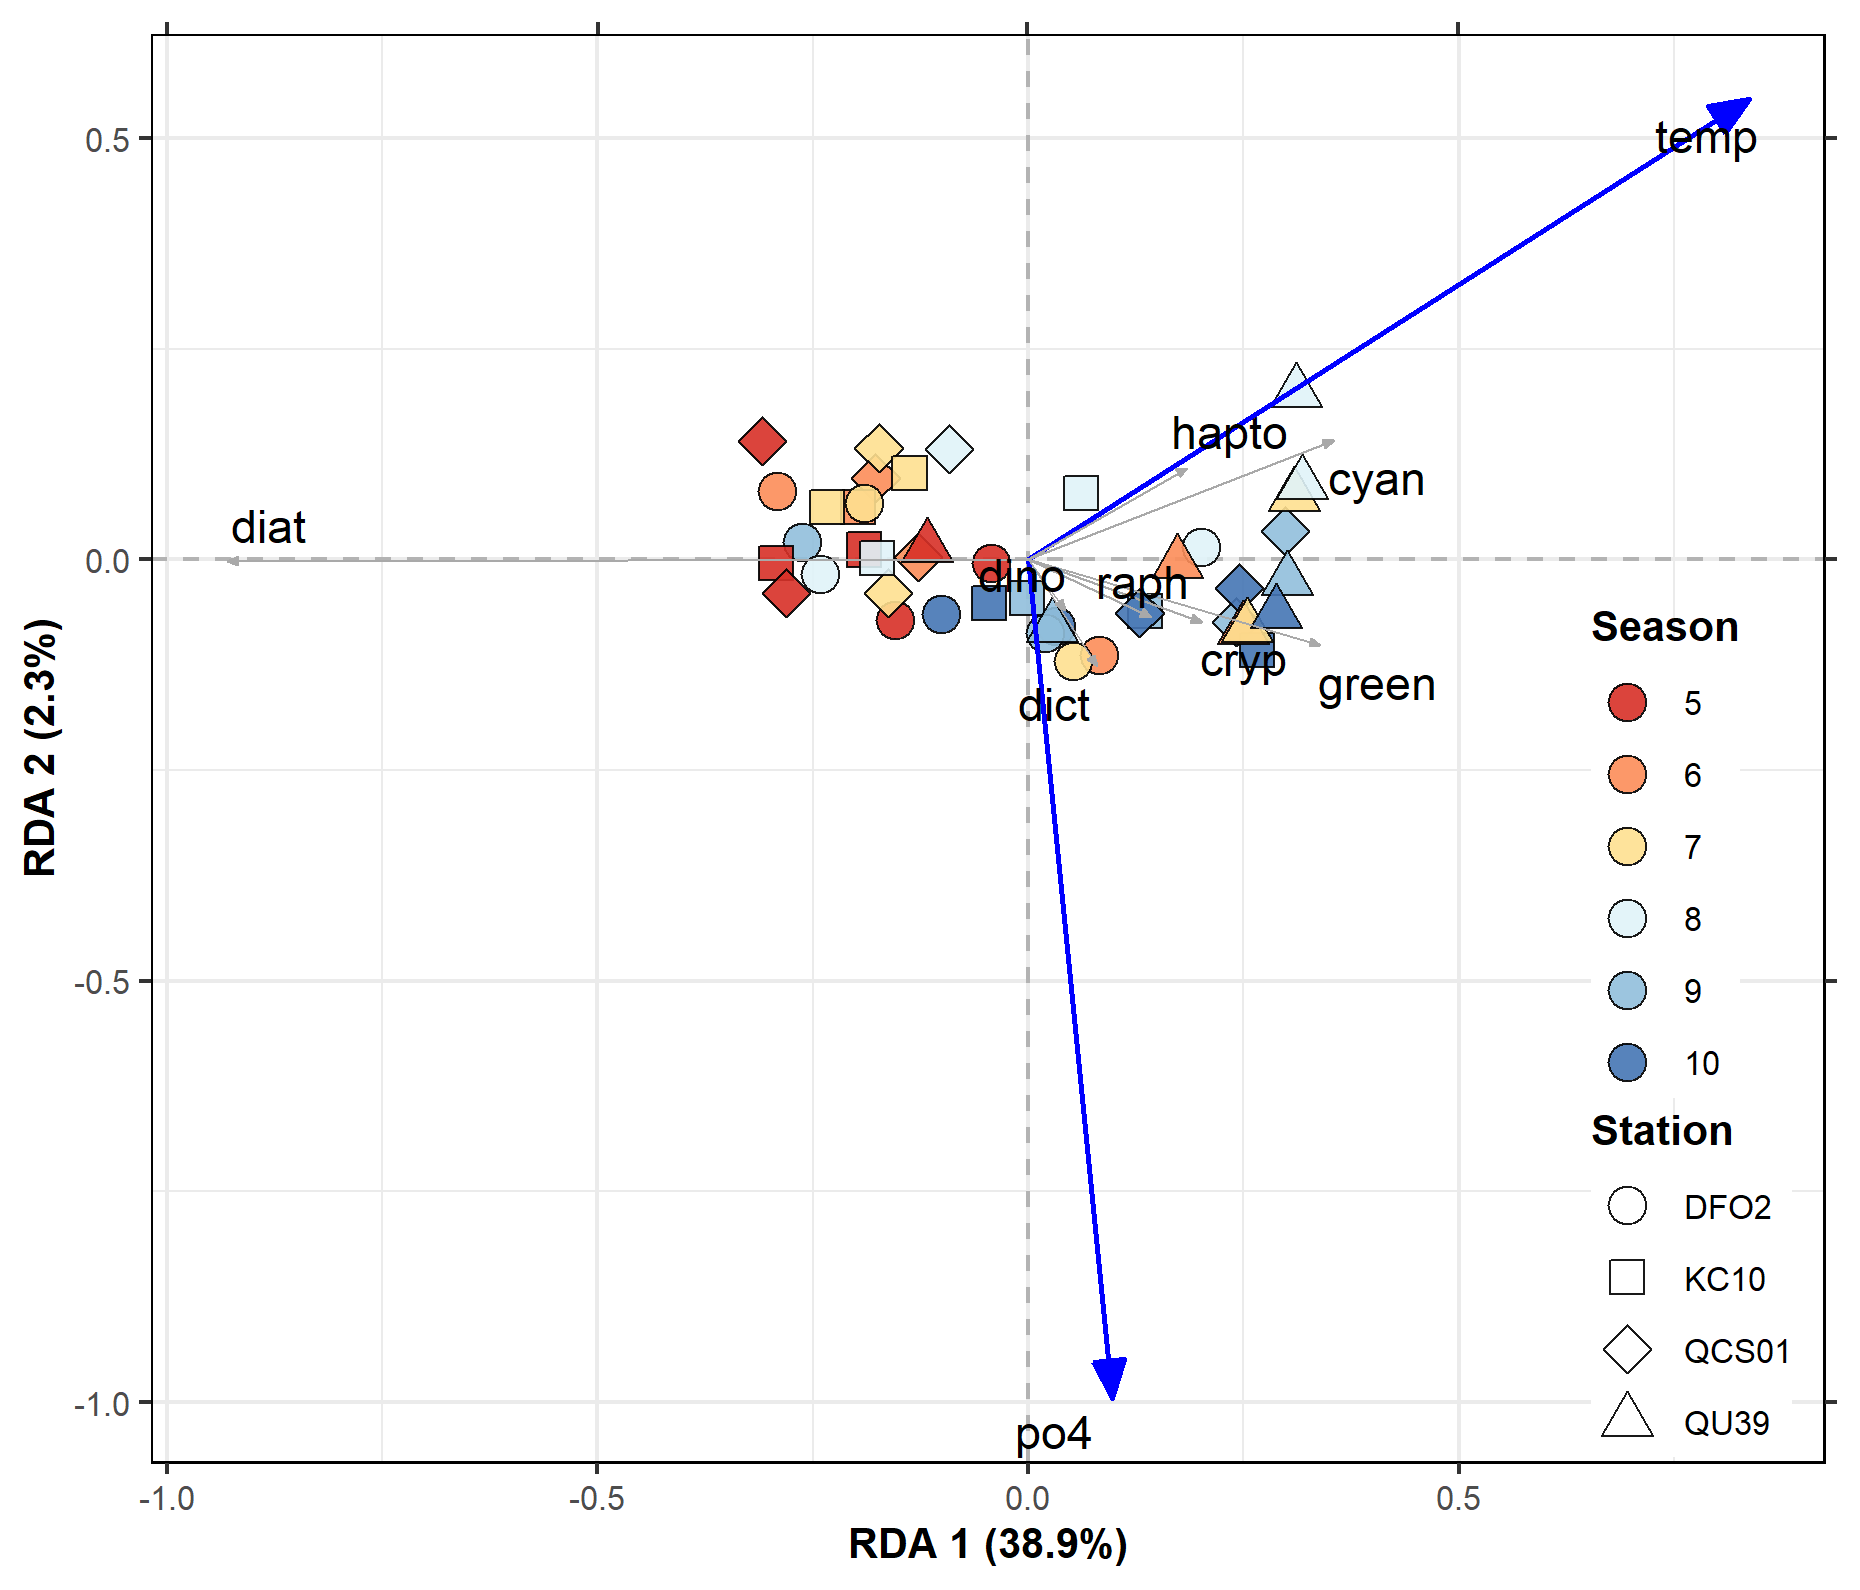 temp
0.5
hapto
cyan
diat
0.0
dino
raph
cryp
green
dict
Season
5
6
7
8
9
10
Station
DFO2
KC10
QCS01
QU39
RDA 2 (2.3%)
-0.5
-1.0
po4
-1.0 -0.5 0.0 0.5
RDA 1 (38.9%)